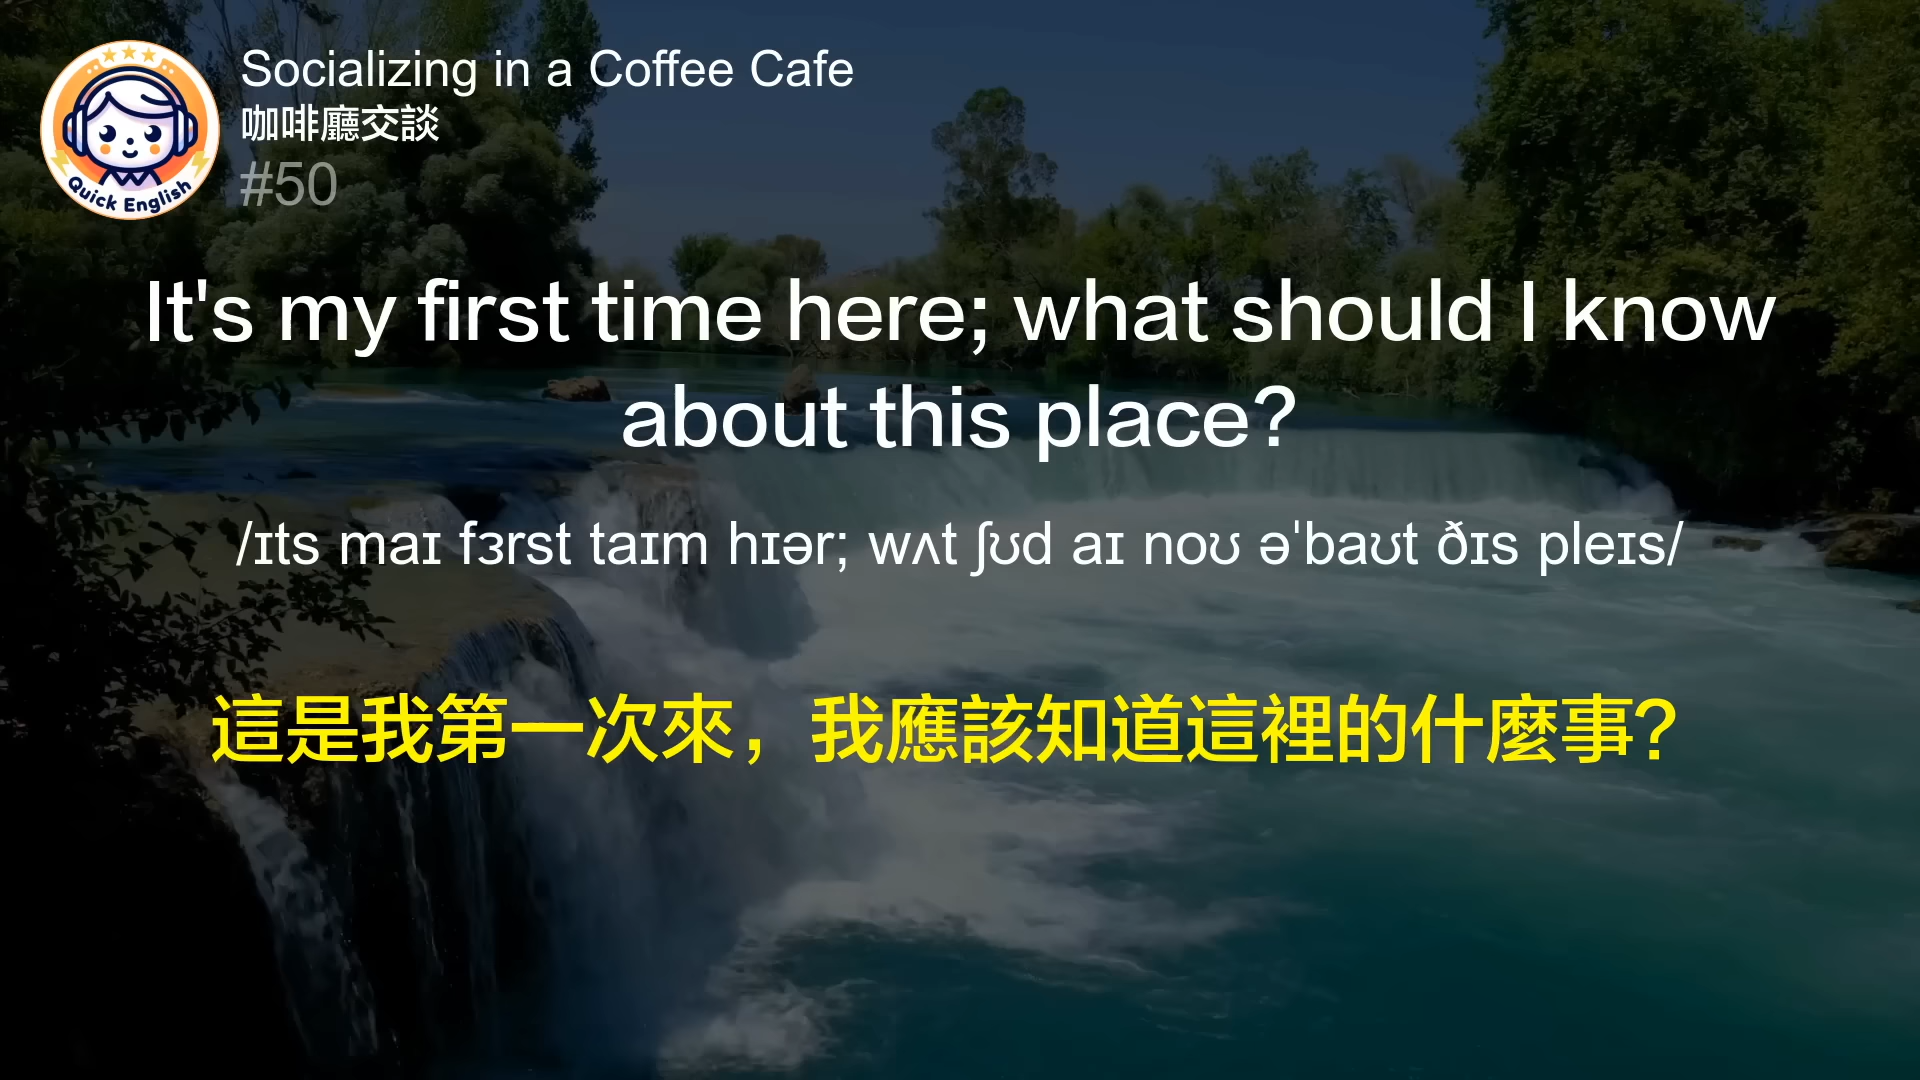 Quick English
Socializing in a Coffee Cafe
咖啡廳交談
#50
It's my first time here; what should I know
about this place?
/ɪts maɪ fɜrst taɪm hɪər; wʌt ʃʊd aɪ noʊ əˈbaʊt ðɪs pleɪs/
這是我第一次來，我應該知道這裡的什麼事?